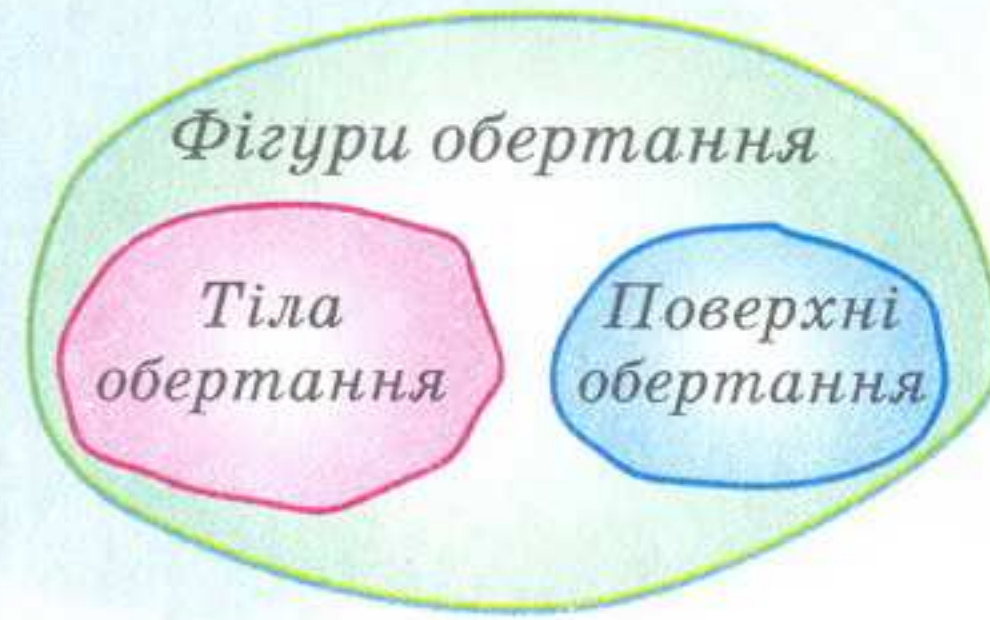 Фігури обертання
Тіла
обертання
Поверхні
обертання